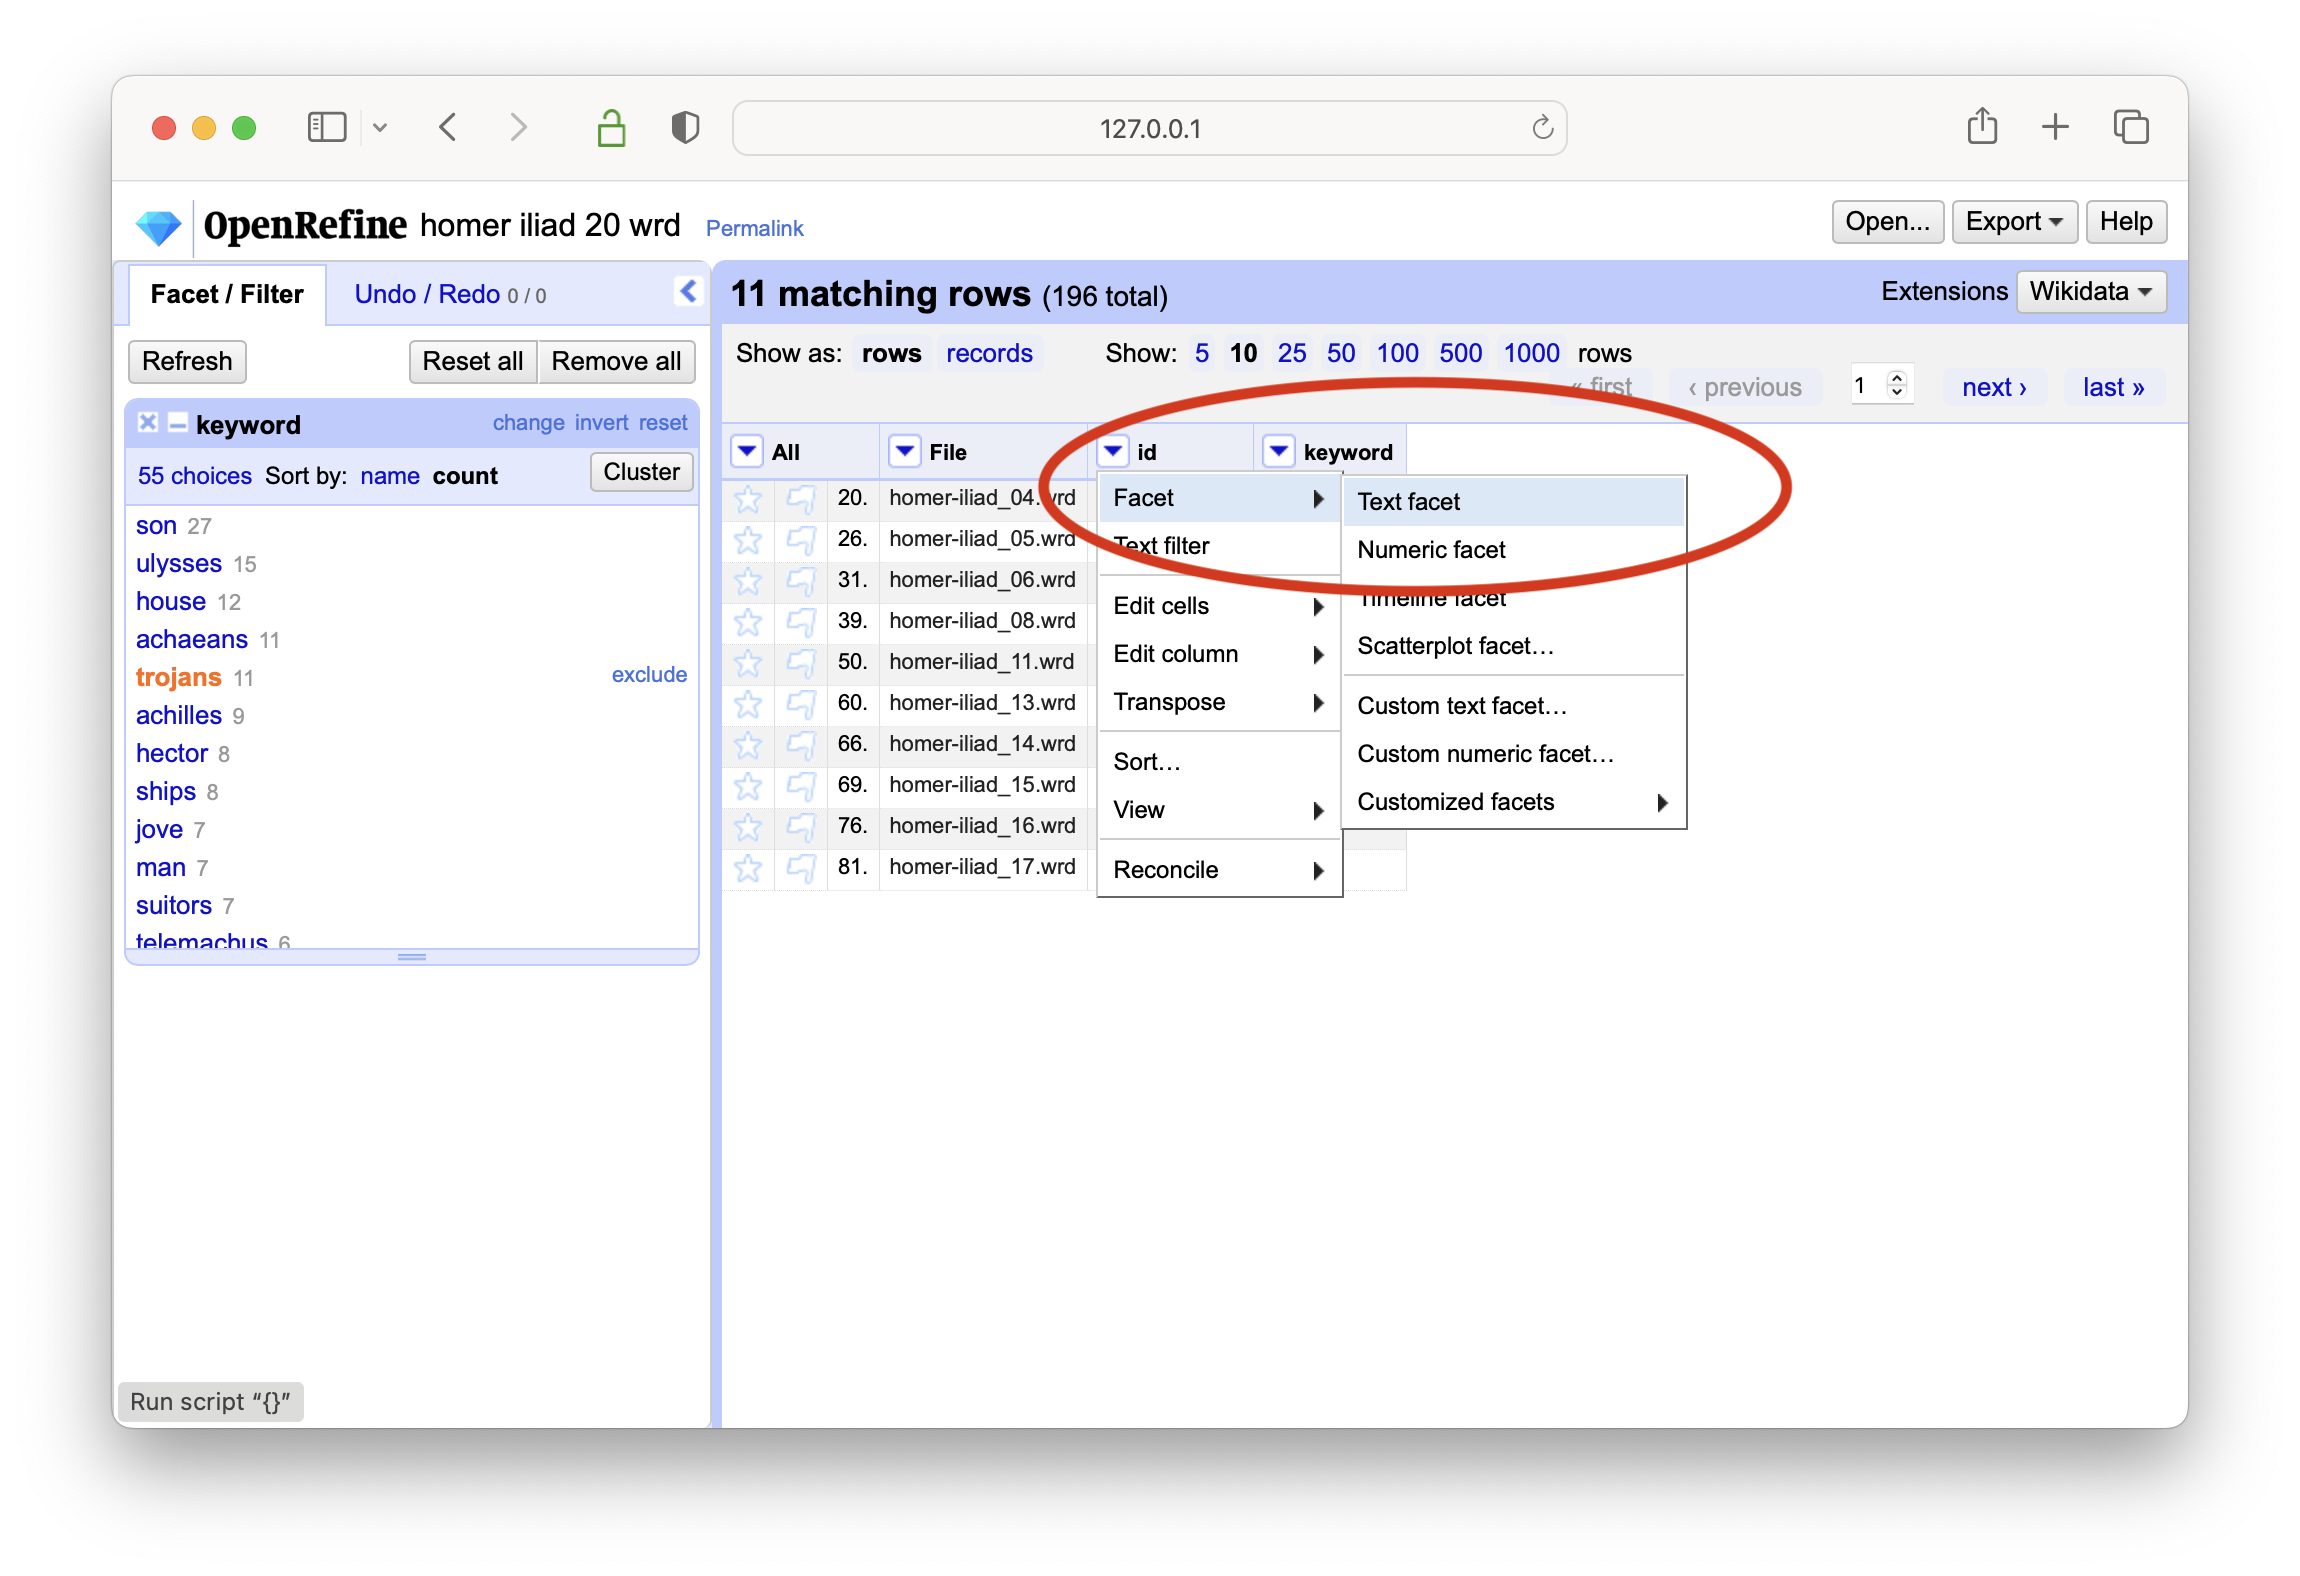 127.0.0.1
OpenRefine homer iliad 20 wrd Permalink
Open... Export Help
Facet / Filter Undo / Redo 0 / 0
11 matching rows (196 total)
Extensions Wikidata
Refresh Reset all Remove all
Show as: rows records Show: 5 10 25 50 100 500 1000 rows
« first ‹ previous 1 next › last »
keyword change invert reset
55 choices Sort by: name count Cluster
son 27
ulysses 15
house 12
achaeans 11
trojans 11 exclude
achilles 9
hector 8
ships 8
jove 7
man 7
suitors 7
telemachus 6
All File id keyword
20. homer-iliad_04.wrd
26. homer-iliad_05.wrd
31. homer-iliad_06.wrd
39. homer-iliad_08.wrd
50. homer-iliad_11.wrd
60. homer-iliad_13.wrd
66. homer-iliad_14.wrd
69. homer-iliad_15.wrd
76. homer-iliad_16.wrd
81. homer-iliad_17.wrd
Facet
Text filter
Edit cells
Edit column
Transpose
Sort…
View
Reconcile
Text facet
Numeric facet
Timeline facet
Scatterplot facet…
Custom text facet…
Custom numeric facet…
Customized facets
Run script “{}”